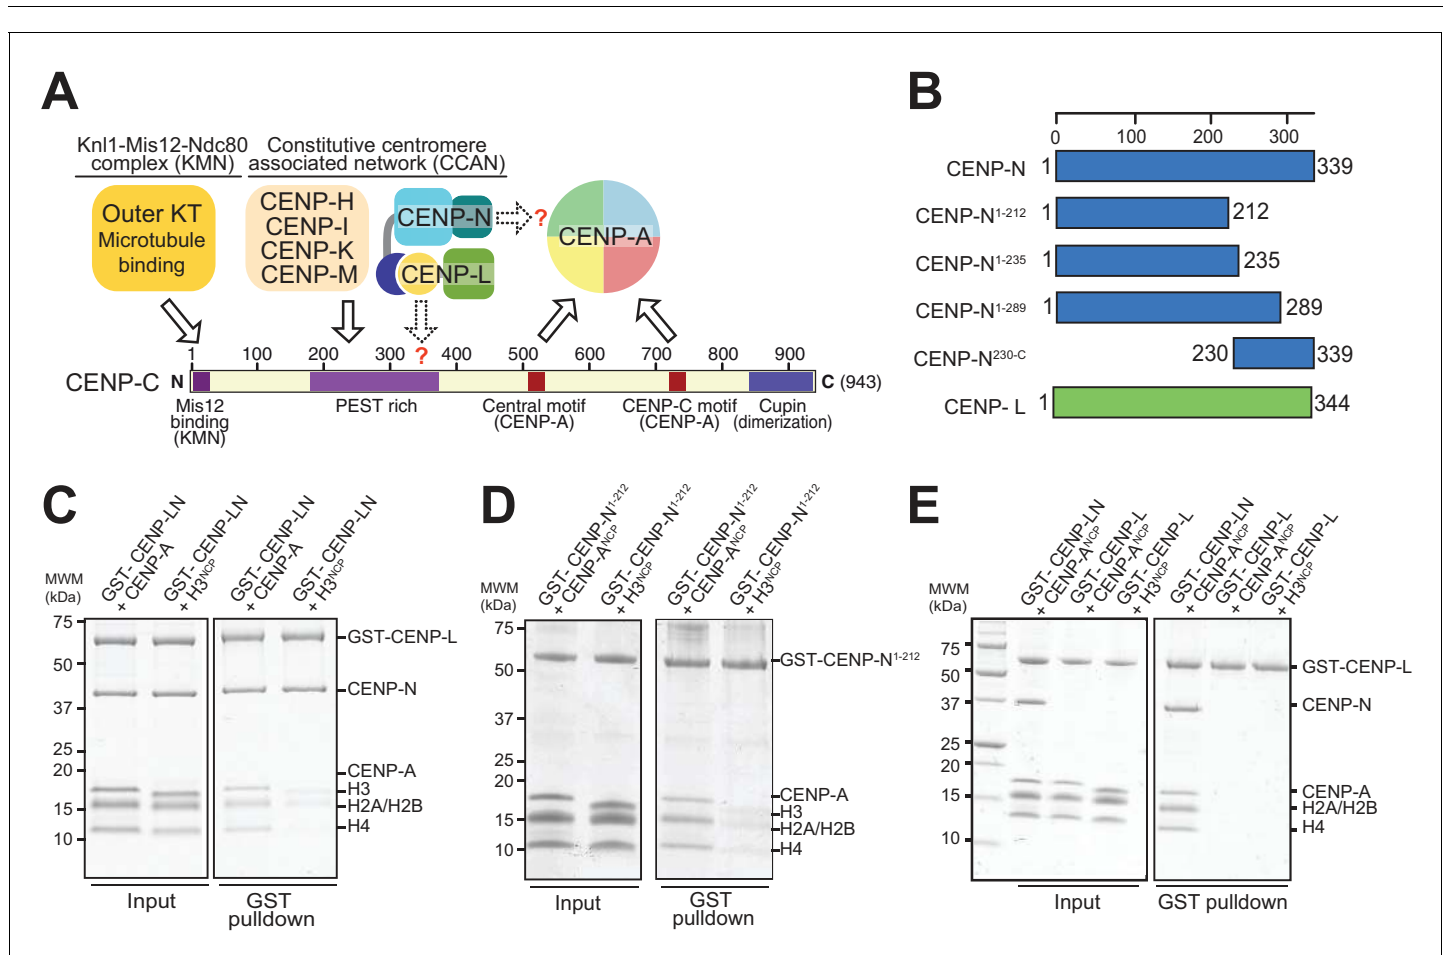 A
Knl1-Mis12-Ndc80
complex (KMN)
Constitutive centromere
associated network (CCAN)
Outer KT
Microtubule
binding
CENP-H
CENP-I
CENP-K
CENP-M
CENP-N
CENP-L
?
CENP-A
1 100 200 300 ? 400 500 600 700 800 900
CENP-C N C (943)
Mis12
binding
(KMN)
PEST rich
Central motif
(CENP-A)
CENP-C motif
(CENP-A)
Cupin
(dimerization)
B
0 100 200 300
CENP-N 1 339
CENP-N1-212 1 212
CENP-N1-235 1 235
CENP-N1-289 1 289
CENP-N230-C 230 339
CENP- L 1 344
C
MWM
(kDa)
GST- CENP-LN
+ CENP-A
GST- CENP-LN
+ H3NCP
GST- CENP-LN
+ CENP-A
GST- CENP-LN
+ H3NCP
75
50
37
25
20
15
10
GST-CENP-L
CENP-N
CENP-A
H3
H2A/H2B
H4
Input
GST
pulldown
D
MWM
(kDa)
GST- CENP-N1-212
+ CENP-ANCP
GST- CENP-N1-212
+ H3NCP
GST- CENP-N1-212
+ CENP-ANCP
GST- CENP-N1-212
+ H3NCP
75
50
37
25
20
15
10
GST-CENP-N1-212
CENP-A
H3
H2A/H2B
H4
Input
GST
pulldown
E
MWM
(kDa)
GST- CENP-LN
+ CENP-ANCP
GST- CENP-L
+ CENP-ANCP
GST- CENP-L
+ H3NCP
GST- CENP-LN
+ CENP-ANCP
GST- CENP-L
+ CENP-ANCP
GST- CENP-L
+ H3NCP
75
50
37
25
20
15
10
GST-CENP-L
CENP-N
CENP-A
H2A/H2B
H4
Input
GST pulldown